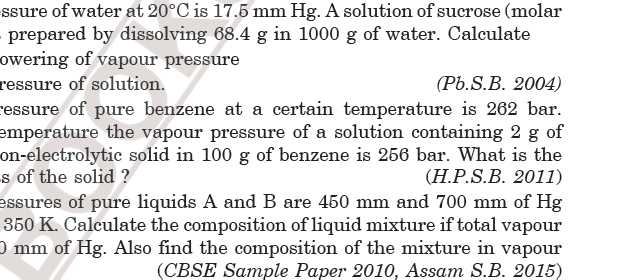 ssure of water at 20°C is 17.5 mm Hg. A solution of sucrose (molar
prepared by dissolving 68.4 g in 1000 g of water. Calculate
owering of vapour pressure
ressure of solution. (Pb.S.B. 2004)
ressure of pure benzene at a certain temperature is 262 bar.
emperature the vapour pressure of a solution containing 2 g of
on-electrolytic solid in 100 g of benzene is 256 bar. What is the
s of the solid ? (H.P.S.B. 2011)
essures of pure liquids A and B are 450 mm and 700 mm of Hg
350 K. Calculate the composition of liquid mixture if total vapour
0 mm of Hg. Also find the composition of the mixture in vapour
(CBSE Sample Paper 2010, Assam S.B. 2015)